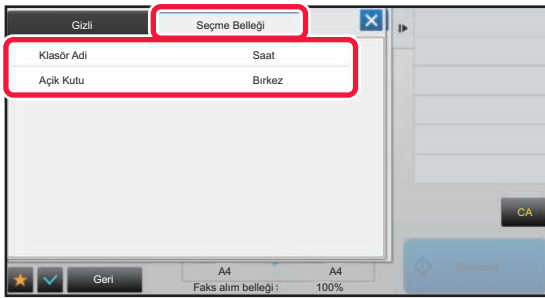 Gizli Seçme Belleği
Klasör Adi Saat
Açik Kutu Bırkez
CA
Geri
A4 A4
Faks alım belleği : 100%